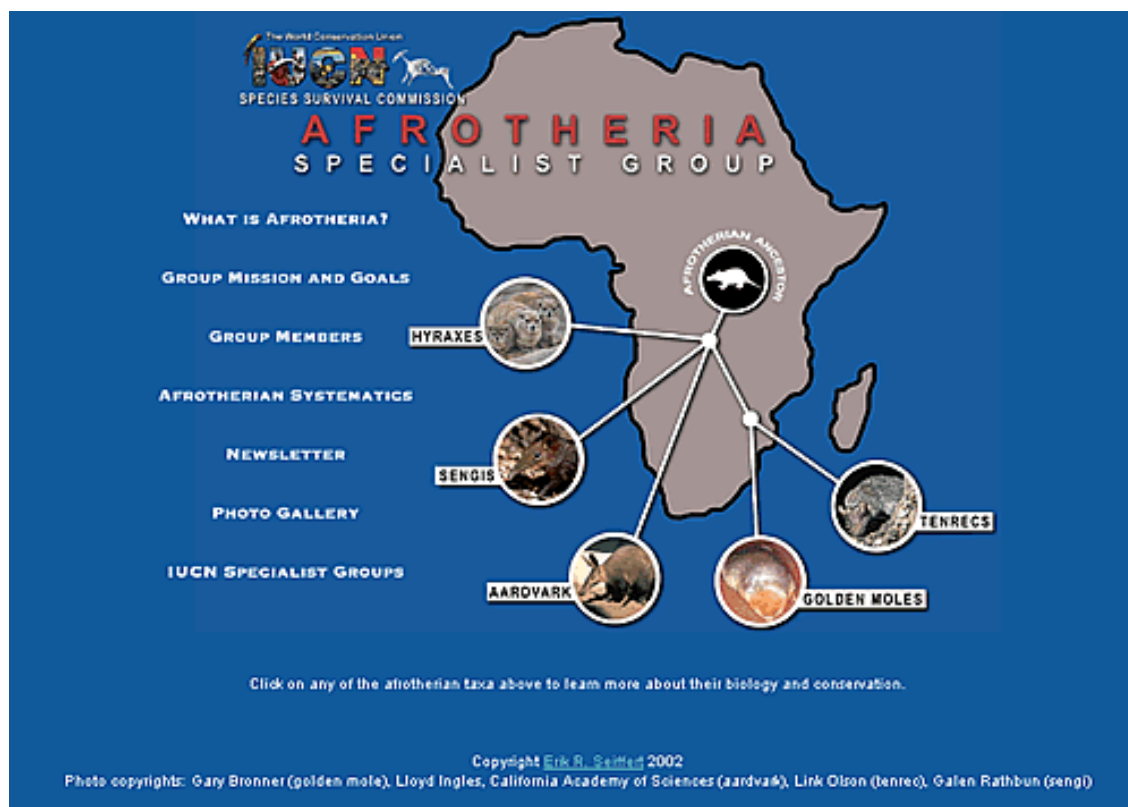 The World Conservation Union
IUCN
SPECIES SURVIVAL COMMISSION
AFROTHERIA
SPECIALIST GROUP
WHAT IS AFROTHERIA?
GROUP MISSION AND GOALS
GROUP MEMBERS
AFROTHERIAN SYSTEMATICS
NEWSLETTER
PHOTO GALLERY
IUCN SPECIALIST GROUPS
AFROTHERIAN ANCESTOR
HYRAXES
SENGIS
AARDVARK
GOLDEN MOLES
TENRECS
Click on any of the afrotherian taxa above to learn more about their biology and conservation.
Copyright Erik R. Seiffert 2002
Photo copyrights: Gary Bronner (golden mole), Lloyd Ingles, California Academy of Sciences (aardvark), Link Olson (tenrec), Galen Rathbun (sengi)